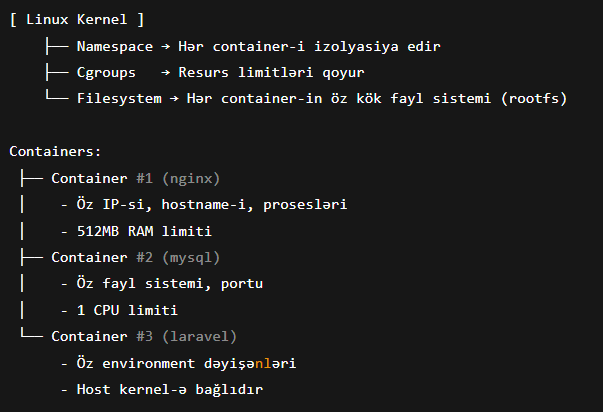 [ Linux Kernel ]
├── Namespace → Hər container-i izolyasiya edir
├── Cgroups   → Resurs limitləri qoyur
└── Filesystem → Hər container-in öz kök fayl sistemi (rootfs)
Containers:
├── Container #1 (nginx)
│    - Öz IP-si, hostname-i, prosesləri
│    - 512MB RAM limiti
├── Container #2 (mysql)
│    - Öz fayl sistemi, portu
│    - 1 CPU limiti
└── Container #3 (laravel)
- Öz environment dəyişənləri
- Host kernel-ə bağlıdır